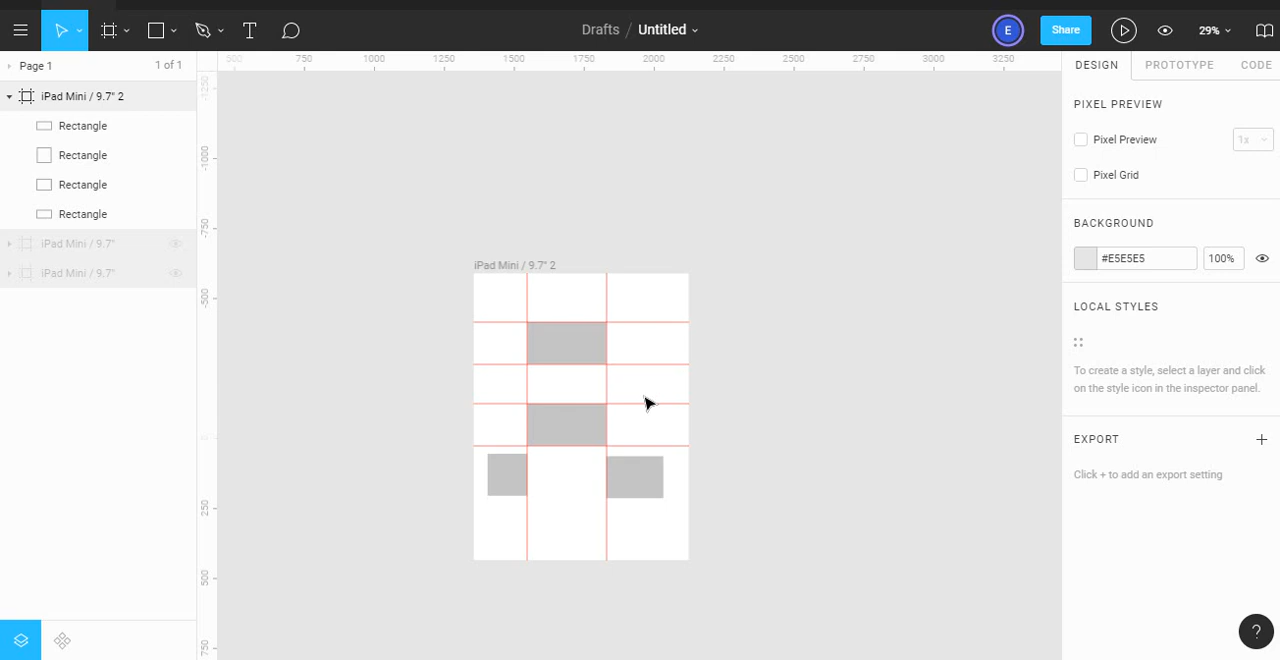 Drafts / Untitled
E
Share
29%
Page 1
1 of 1
iPad Mini / 9.7" 2
Rectangle
Rectangle
Rectangle
Rectangle
iPad Mini / 9.7"
iPad Mini / 9.7"
500 750 1000 1250 1500 1750 2000 2250 2500 2750 3000 3250
-1250
-1000
-750
-500
0
250
500
750
iPad Mini / 9.7" 2
DESIGN PROTOTYPE CODE
PIXEL PREVIEW
Pixel Preview
1x
Pixel Grid
BACKGROUND
#E5E5E5 100%
LOCAL STYLES
To create a style, select a layer and click
on the style icon in the inspector panel.
EXPORT
Click + to add an export setting
?